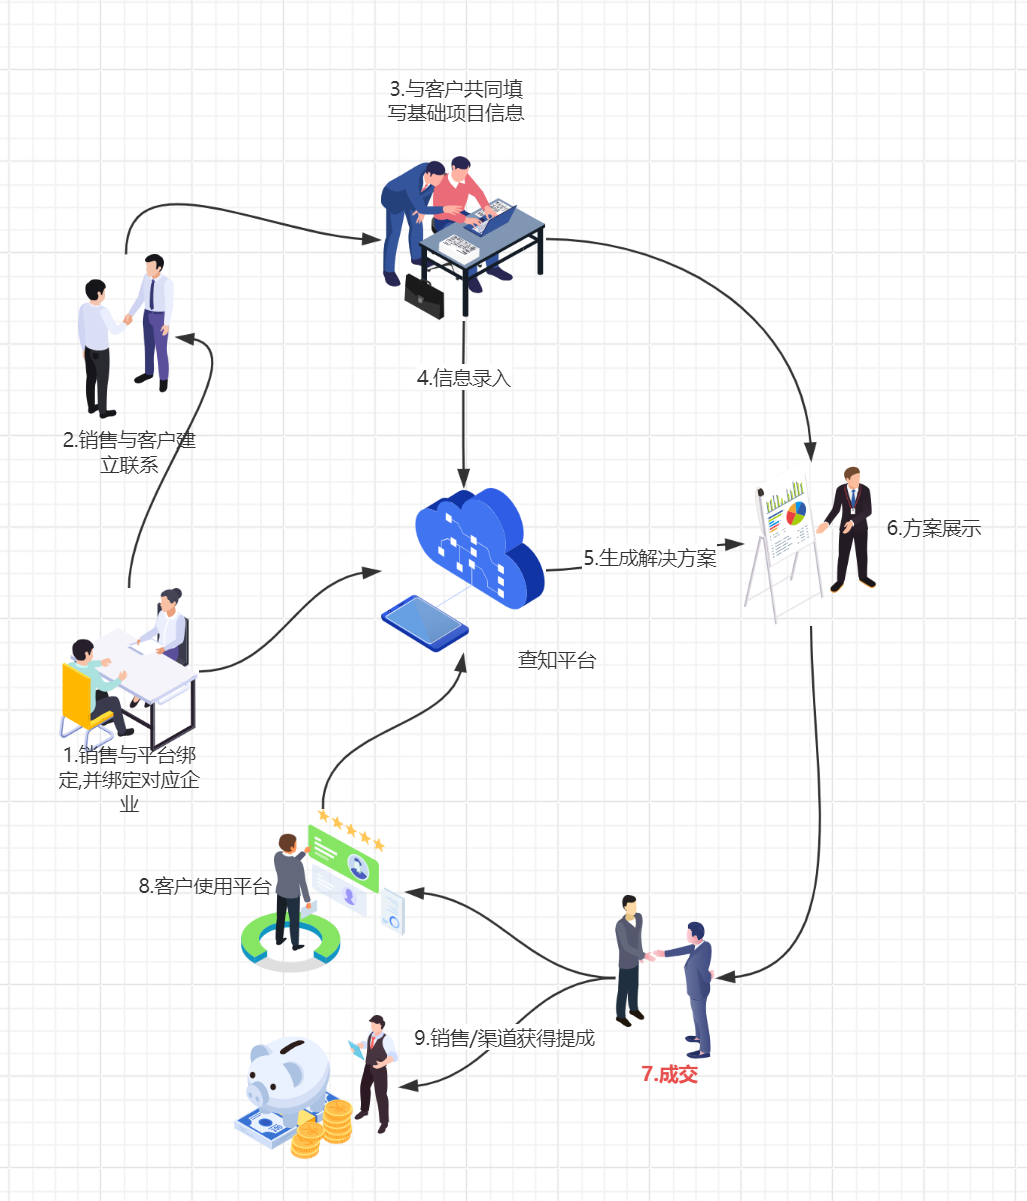 3.与客户共同填
写基础项目信息
4.信息录入
2.销售与客户建
立联系
5.生成解决方案
6.方案展示
查知平台
1.销售与平台绑
定,并绑定对应企
业
8.客户使用平台
9.销售/渠道获得提成
7.成交